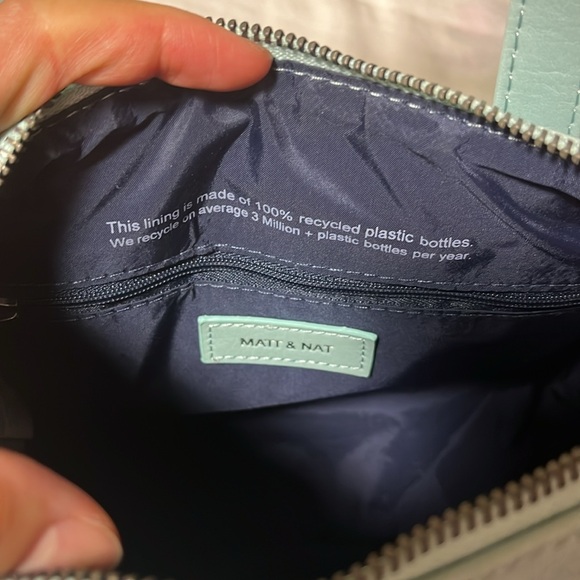 This lining is made of 100% recycled plastic bottles.
We recycle on average 3 Million + plastic bottles per year.
MATT & NAT